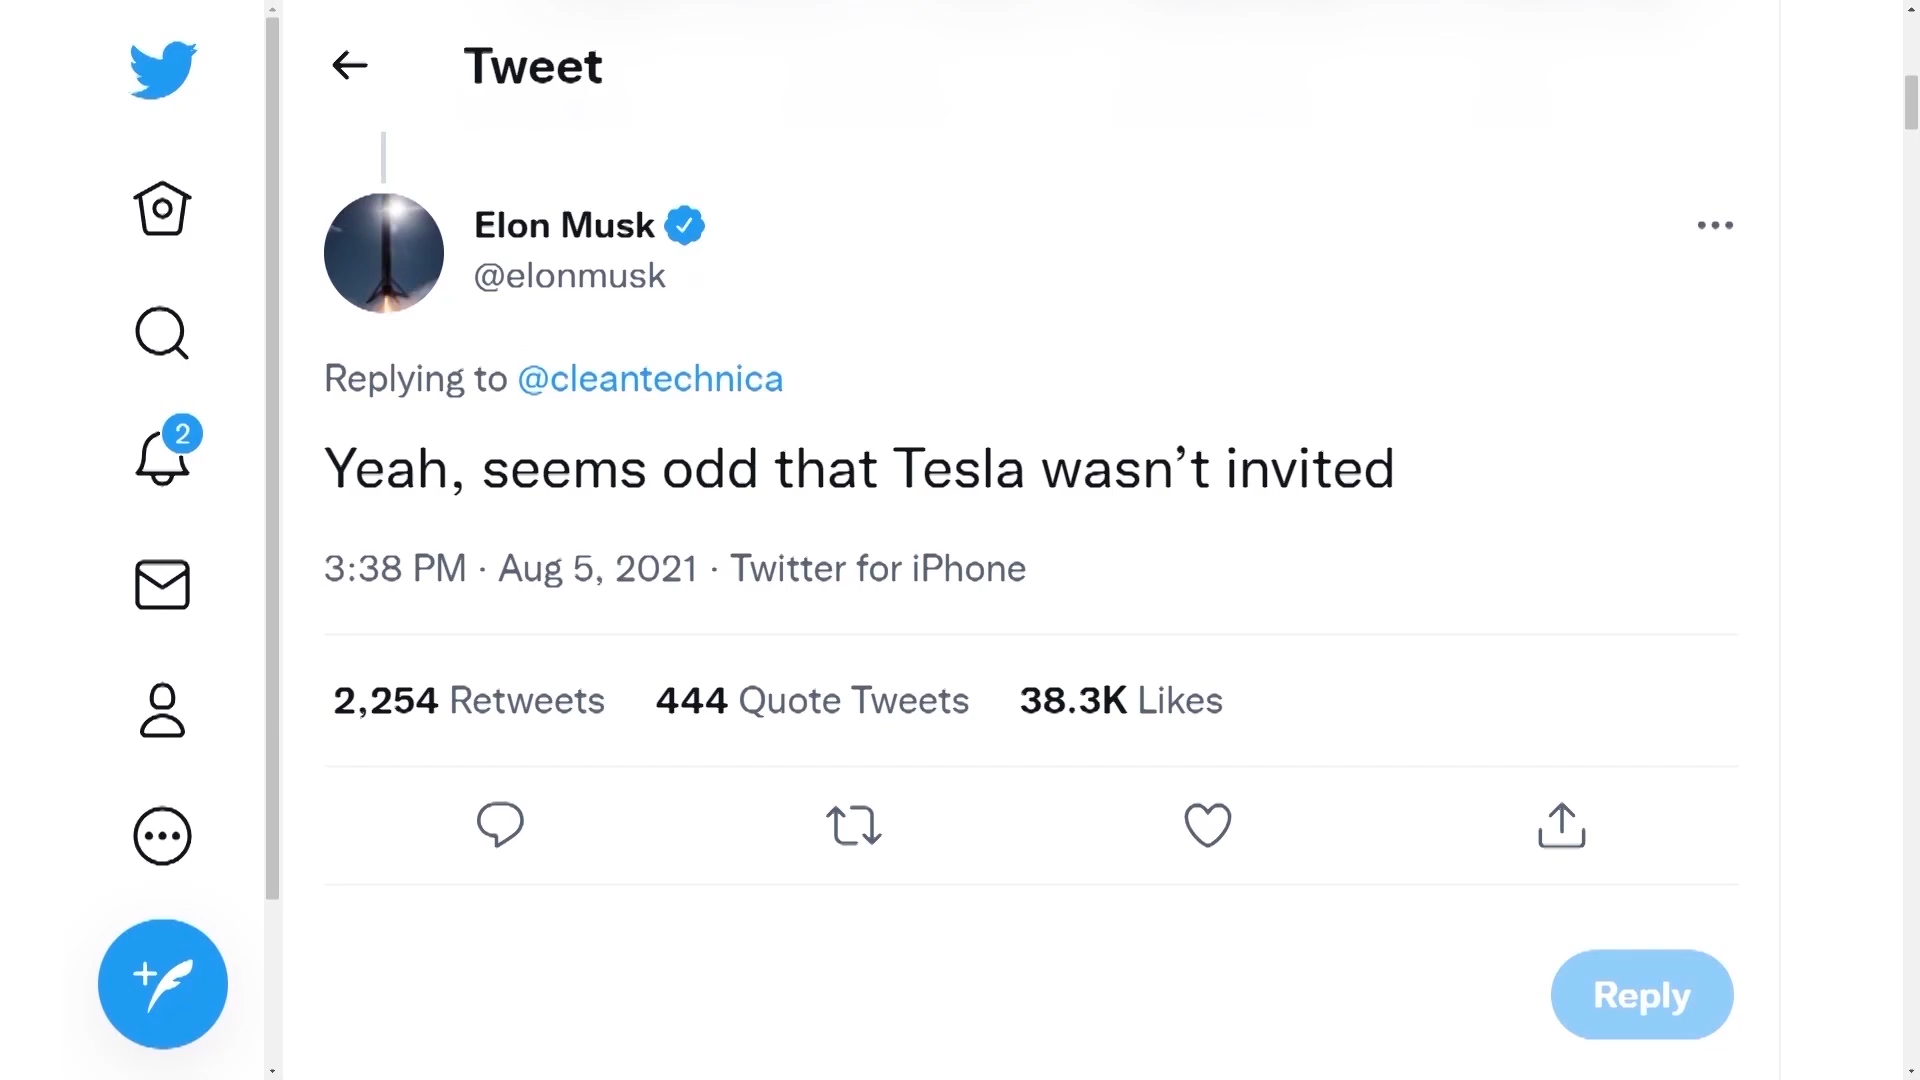 Tweet
Elon Musk
@elonmusk
Replying to @cleantechnica
2
Yeah, seems odd that Tesla wasn’t invited
3:38 PM · Aug 5, 2021 · Twitter for iPhone
2,254 Retweets 444 Quote Tweets 38.3K Likes
Reply